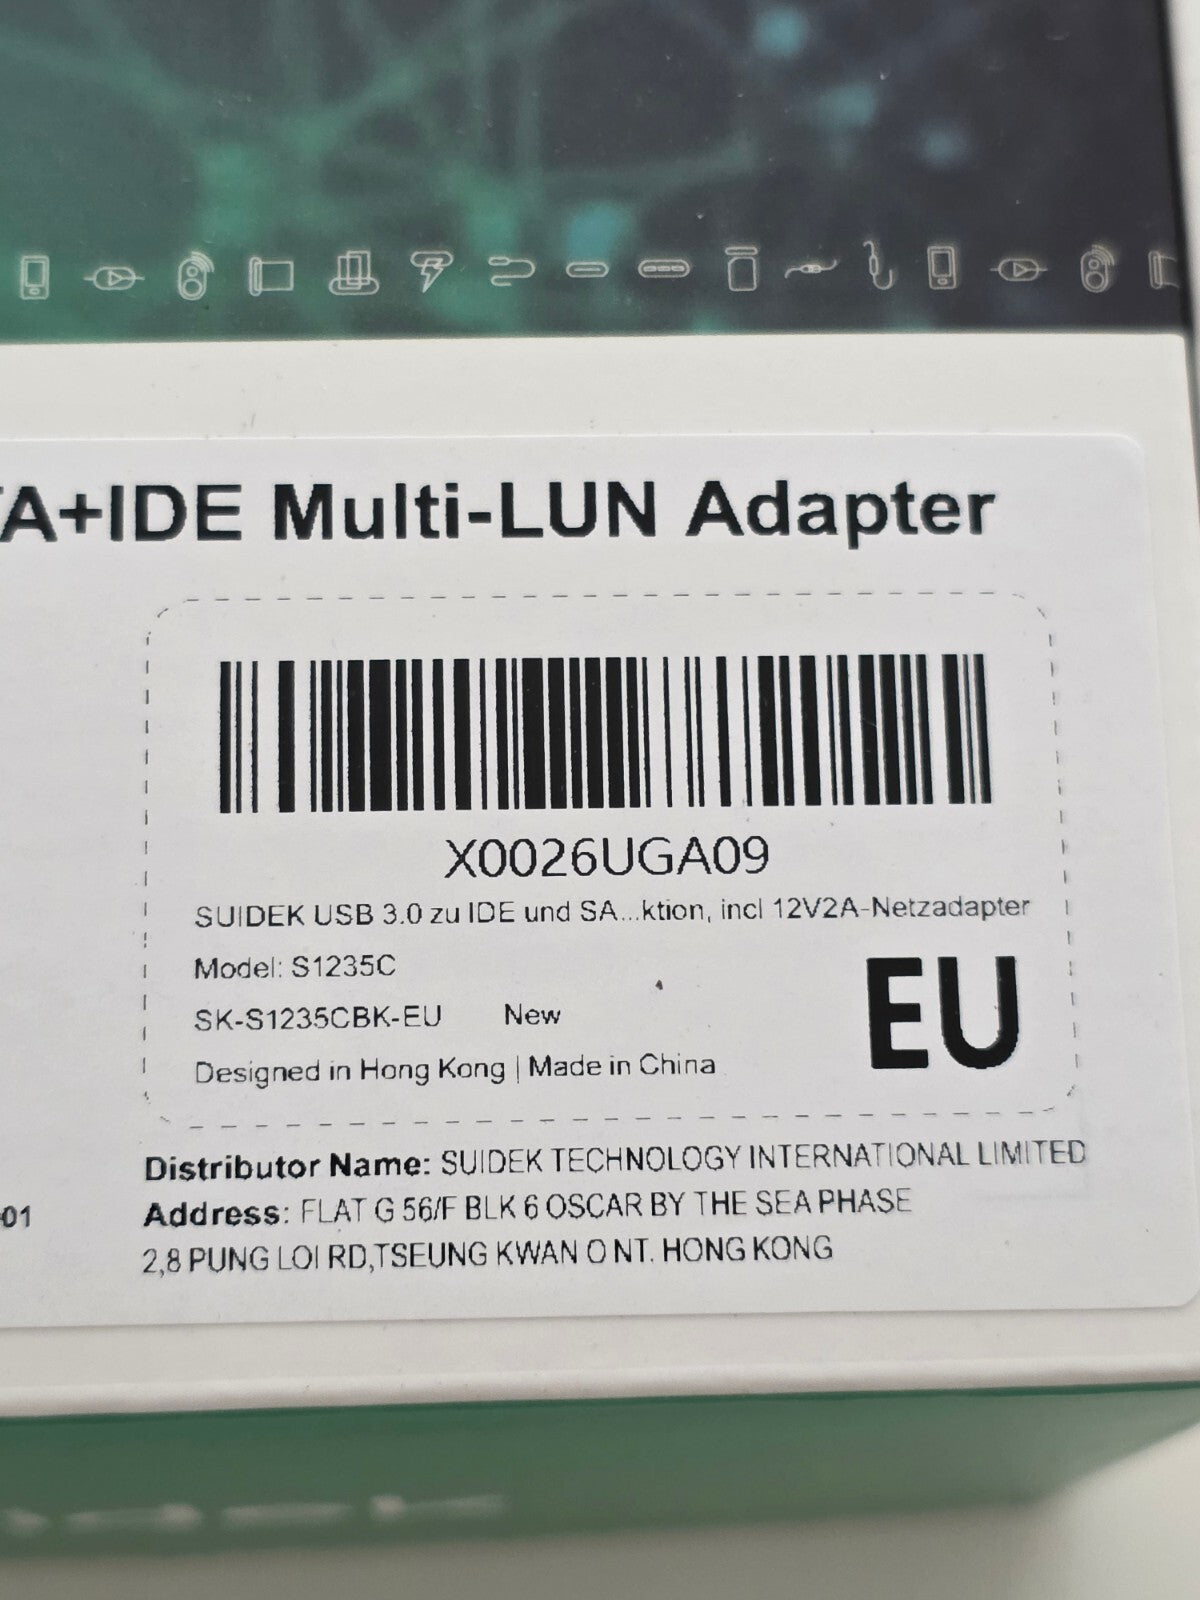 TA+IDE Multi-LUN Adapter
X0026UGA09
SUIDEK USB 3.0 zu IDE und SA...ktion, incl 12V2A-Netzadapter
Model: S1235C
SK-S1235CBK-EU New
EU
Designed in Hong Kong | Made in China
Distributor Name: SUIDEK TECHNOLOGY INTERNATIONAL LIMITED
-01
Address: FLAT G 56/F BLK 6 OSCAR BY THE SEA PHASE
2,8 PUNG LOI RD,TSEUNG KWAN O NT. HONG KONG